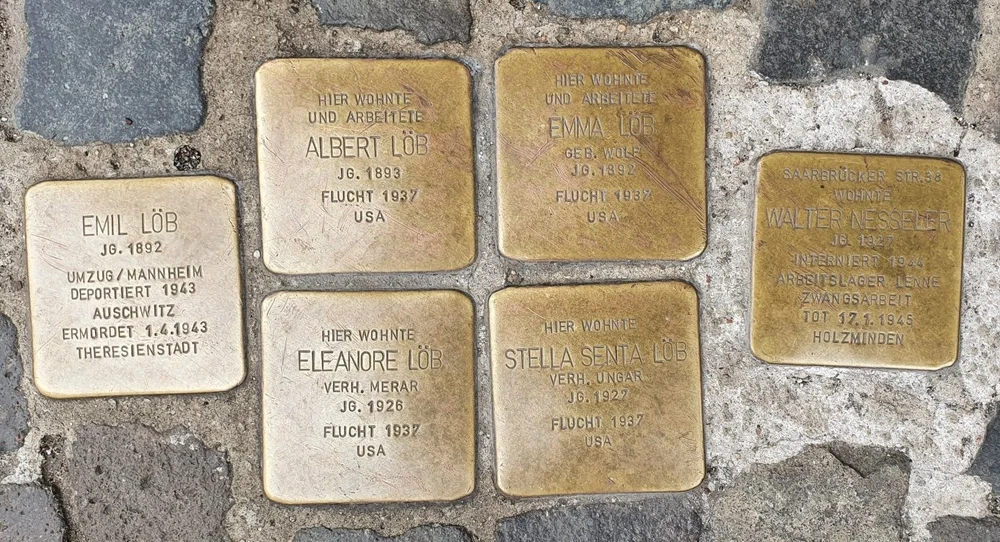 EMIL LÖB
JG. 1892
UMZUG/MANNHEIM
DEPORTIERT 1943
AUSCHWITZ
ERMORDET 1.4.1943
THERESIENSTADT
HIER WOHNTE
UND ARBEITETE
ALBERT LÖB
JG. 1893
FLUCHT 1937
USA
HIER WOHNTE
UND ARBEITETE
EMMA LÖB
GEB. WOLF
JG. 1892
FLUCHT 1937
USA
HIER WOHNTE
ELEANORE LÖB
VERH. MERAR
JG. 1926
FLUCHT 1937
USA
HIER WOHNTE
STELLA SENTA LÖB
VERH. UNGAR
JG. 1927
FLUCHT 1937
USA
SAARBRÜCKER STR. 38
WOHNTE
WALTER NESSELER
JG. 1927
INTERNIERT 1944
ARBEITSLAGER LENNE
ZWANGSARBEIT
TOT 17.1.1945
HOLZMINDEN